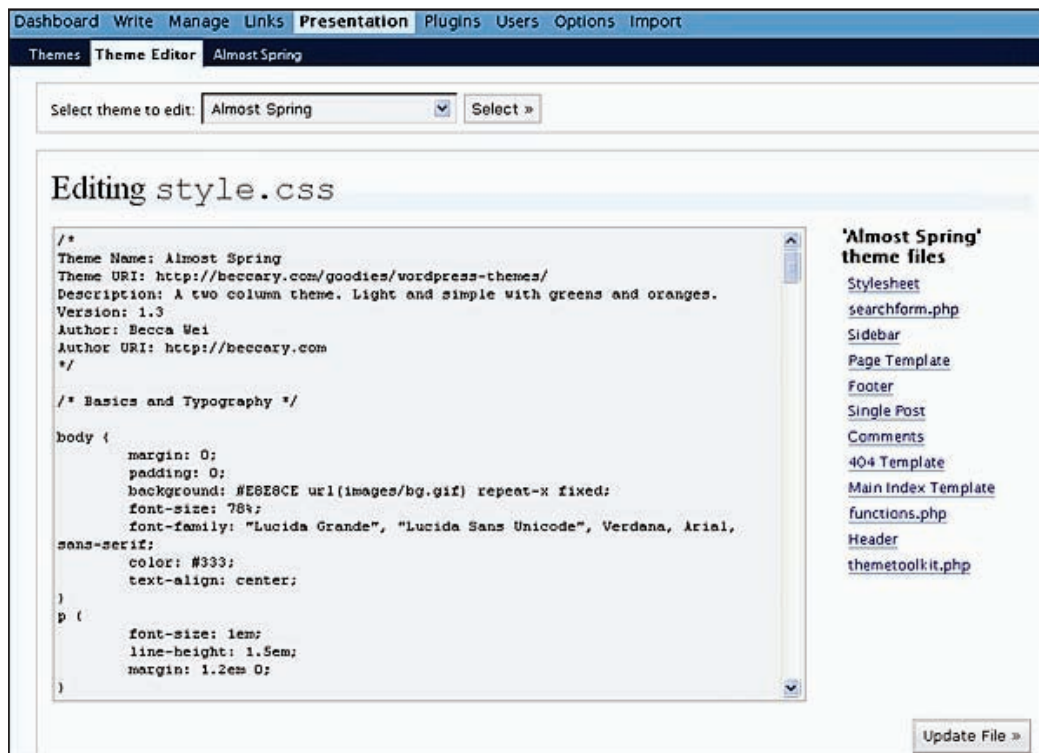 Dashboard Write Manage Links Presentation Plugins Users Options Import
Themes Theme Editor Almost Spring
Select theme to edit: Almost Spring Select »
Editing style.css
/*
Theme Name: Almost Spring
Theme URI: http://beccary.com/goodies/wordpress-themes/
Description: A two column theme. Light and simple with greens and oranges.
Version: 1.3
Author: Becca Wei
Author URI: http://beccary.com
*/
/* Basics and Typography */
body {
margin: 0;
padding: 0;
background: #E8E8CE url(images/bg.gif) repeat-x fixed;
font-size: 78%;
font-family: "Lucida Grande", "Lucida Sans Unicode", Verdana, Arial,
sans-serif;
color: #333;
text-align: center;
}
p {
font-size: 1em;
line-height: 1.5em;
margin: 1.2em 0;
}
'Almost Spring'
theme files
Stylesheet
searchform.php
Sidebar
Page Template
Footer
Single Post
Comments
404 Template
Main Index Template
functions.php
Header
themetoolkit.php
Update File »